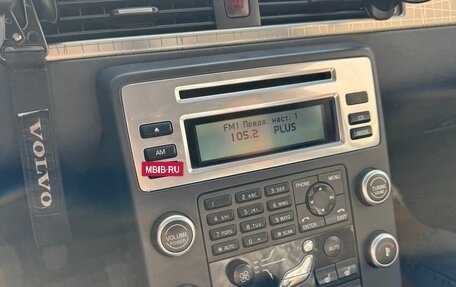 FM1 Предв. наст. 1
105.2 PLUS
AM
CD
MODE
MBIB.RU
VOLVO
PHONE
TUNING
SOUND
VOLUME
POWER
1
2 ABC
3 DEF
4 GHI
5 JKL
6 MNO
7 PQRS
8 TUV
9 WXYZ
* AUTO
0 +
# SCAN
ENTER
EXIT
AUTO